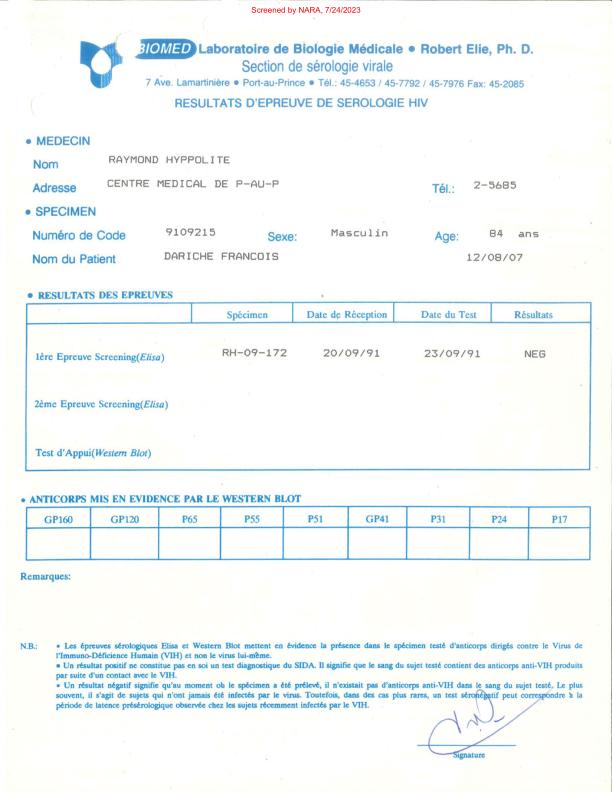 Screened by NARA, 7/24/2023
BIOMED Laboratoire de Biologie Médicale • Robert Elie, Ph. D.
Section de sérologie virale
7 Ave. Lamartinière • Port-au-Prince • Tél.: 45-4653 / 45-7792 / 45-7976 Fax: 45-2085
RESULTATS D'EPREUVE DE SEROLOGIE HIV
• MEDECIN
Nom RAYMOND HYPPOLITE
Adresse CENTRE MEDICAL DE P-AU-P Tél.: 2-5685
• SPECIMEN
Numéro de Code 9109215 Sexe: Masculin Age: 84 ans
Nom du Patient DARICHE FRANCOIS 12/08/07
• RESULTATS DES EPREUVES
Spécimen Date de Réception Date du Test Résultats
1ère Epreuve Screening(Elisa) RH-09-172 20/09/91 23/09/91 NEG
2ème Epreuve Screening(Elisa)
Test d'Appui(Western Blot)
• ANTICORPS MIS EN EVIDENCE PAR LE WESTERN BLOT
GP160 GP120 P65 P55 P51 GP41 P31 P24 P17
Remarques:
N.B.: • Les épreuves sérologiques Elisa et Western Blot mettent en évidence la présence dans le spécimen testé d'anticorps dirigés contre le Virus de
l'Immuno-Déficience Humain (VIH) et non le virus lui-même.
• Un résultat positif ne constitue pas en soi un test diagnostique du SIDA. Il signifie que le sang du sujet testé contient des anticorps anti-VIH produits
par suite d'un contact avec le VIH.
• Un résultat négatif signifie qu'au moment où le spécimen a été prélevé, il n'existait pas d'anticorps anti-VIH dans le sang du sujet testé. Le plus
souvent, il s'agit de sujets qui n'ont jamais été infectés par le virus. Toutefois, dans des cas plus rares, un test séronégatif peut correspondre à la
période de latence présérologique observée chez les sujets récemment infectés par le VIH.
Signature